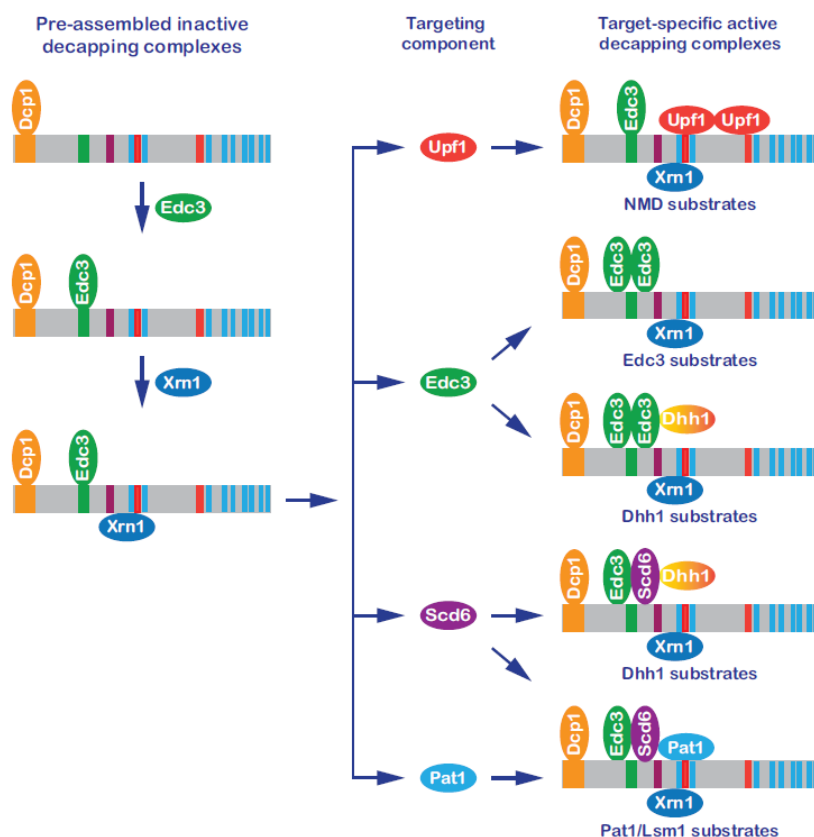 Pre-assembled inactive
decapping complexes
Targeting
component
Target-specific active
decapping complexes
Dcp1
Edc3
Dcp1
Edc3
Xrn1
Dcp1
Edc3
Xrn1
Upf1
Edc3
Scd6
Pat1
Dcp1
Edc3
Upf1
Upf1
Xrn1
NMD substrates
Dcp1
Edc3
Edc3
Xrn1
Edc3 substrates
Dcp1
Edc3
Edc3
Dhh1
Xrn1
Dhh1 substrates
Dcp1
Edc3
Scd6
Dhh1
Xrn1
Dhh1 substrates
Dcp1
Edc3
Scd6
Pat1
Xrn1
Pat1/Lsm1 substrates